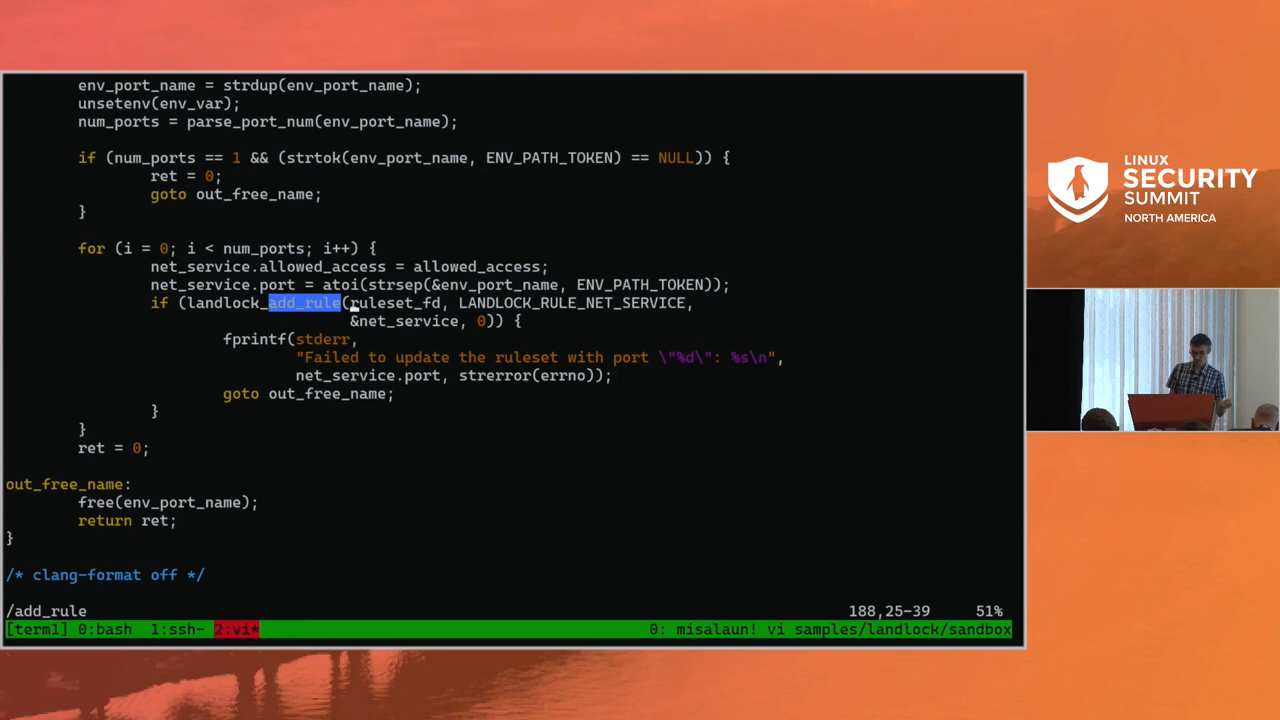 env_port_name = strdup(env_port_name);
unsetenv(env_var);
num_ports = parse_port_num(env_port_name);
if (num_ports == 1 && (strtok(env_port_name, ENV_PATH_TOKEN) == NULL)) {
ret = 0;
goto out_free_name;
}
for (i = 0; i < num_ports; i++) {
net_service.allowed_access = allowed_access;
net_service.port = atoi(strsep(&env_port_name, ENV_PATH_TOKEN));
if (landlock_add_rule(ruleset_fd, LANDLOCK_RULE_NET_SERVICE,
&net_service, 0)) {
fprintf(stderr,
"Failed to update the ruleset with port \"%d\": %s\n",
net_service.port, strerror(errno));
goto out_free_name;
}
}
ret = 0;
out_free_name:
free(env_port_name);
return ret;
}
/* clang-format off */
/add_rule 188,25-39 51%
[term1] 0:bash 1:ssh- 2:vi* 0: misalaun! vi samples/landlock/sandbox
LINUX
SECURITY
SUMMIT
NORTH AMERICA